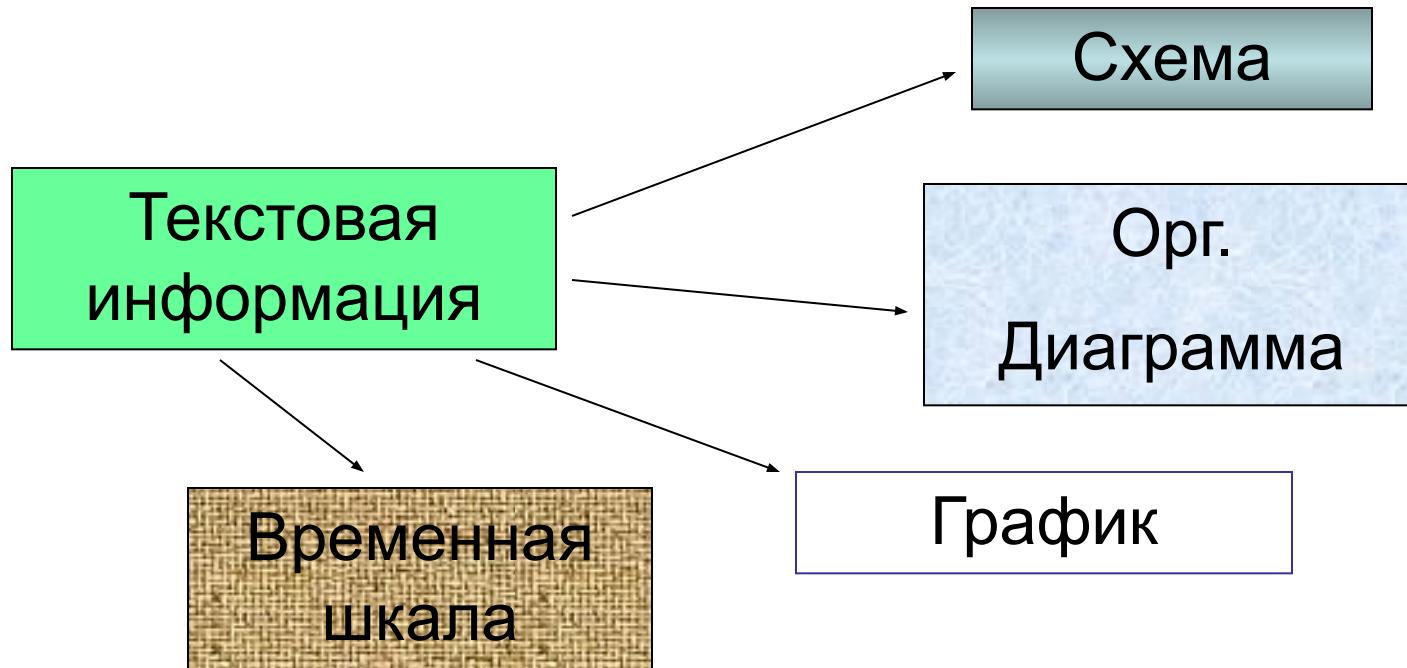 Схема
Текстовая
информация
Орг.
Диаграмма
График
Временная
шкала